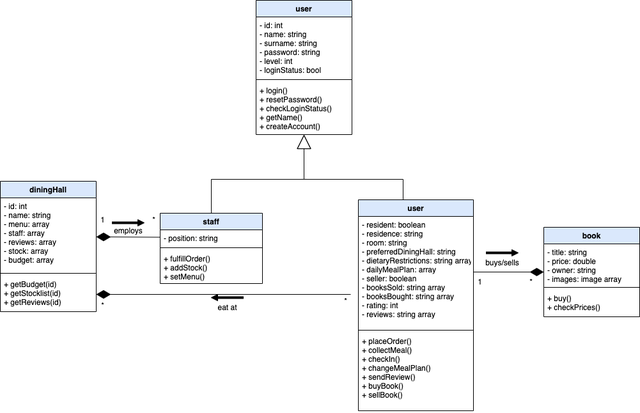 user
- id: int
- name: string
- surname: string
- password: string
- level: int
- loginStatus: bool
+ login()
+ resetPassword()
+ checkLoginStatus()
+ getName()
+ createAccount()
diningHall
- id: int
- name: string
- menu: array
- staff: array
- reviews: array
- stock: array
- budget: array
+ getBudget(id)
+ getStocklist(id)
+ getReviews(id)
1
*
employs
staff
- position: string
+ fulfillOrder()
+ addStock()
+ setMenu()
*
*
eat at
user
- resident: boolean
- residence: string
- room: string
- preferredDiningHall: string
- dietaryRestrictions: string array
- dailyMealPlan: array
- seller: boolean
- booksSold: string array
- booksBought: string array
- rating: int
- reviews: string array
+ placeOrder()
+ collectMeal()
+ checkIn()
+ changeMealPlan()
+ sendReview()
+ buyBook()
+ sellBook()
buys/sells
1
*
book
- title: string
- price: double
- owner: string
- images: image array
+ buy()
+ checkPrices()